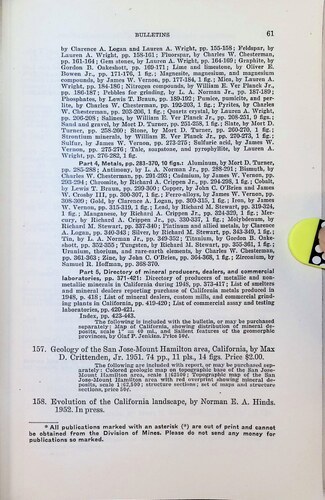 BULLETINS 61
by Clarence A. Logan and Lauren A. Wright, pp. 155-158; Feldspar, by
Lauren A. Wright, pp. 158-161; Fluorspar, by Charles W. Chesterman,
pp. 161-164; Gem stones, by Lauren A. Wright, pp. 164-169; Graphite, by
Gordon B. Oakeshott, pp. 169-171; Lime and limestone, by Oliver E.
Bowen Jr., pp. 171-176, 1 fig.; Magnesite, magnesium, and magnesium
compounds, by James W. Vernon, pp. 177-184, 1 fig.; Mica, by Lauren A.
Wright, pp. 184-186; Nitrogen compounds, by William E. Ver Planck Jr.,
pp. 186-187; Pebbles for grinding, by L. A. Norman Jr., pp. 187-189;
Phosphates, by Lewis T. Braun, pp. 189-192; Pumice, pumicite, and per-
lite, by Charles W. Chesterman, pp. 192-203, 1 fig.; Pyrites, by Charles
W. Chesterman, pp. 203-206, 1 fig.; Quartz crystal, by Lauren A. Wright,
pp. 206-208; Salines, by William E. Ver Planck Jr., pp. 208-251, 9 figs.;
Sand and gravel, by Mort D. Turner, pp. 251-258, 1 fig.; Slate, by Mort D.
Turner, pp. 258-260; Stone, by Mort D. Turner, pp. 260-270, 1 fig.;
Strontium minerals, by William E. Ver Planck Jr., pp. 270-273, 1 fig.;
Sulfur, by James W. Vernon, pp. 273-275; Sulfuric acid, by James W.
Vernon, pp. 275-276; Talc, soapstone, and pyrophyllite, by Lauren A.
Wright, pp. 276-282, 1 fig.
Part 4, Metals, pp. 283-370, 10 figs.: Aluminum, by Mort D. Turner,
pp. 285-288; Antimony, by L. A. Norman Jr., pp. 288-291; Bismuth, by
Charles W. Chesterman, pp. 291-293; Cadmium, by James W. Vernon, pp.
293-294; Chromite, by Richard A. Crippen Jr., pp. 294-299, 1 fig.; Cobalt,
by Lewis T. Braun, pp. 299-300; Copper, by John C. O'Brien and James
W. Crosby III, pp. 300-307, 1 fig.; Ferro-alloys, by James W. Vernon, pp.
308-309; Gold, by Clarence A. Logan, pp. 309-315, 1 fig.; Iron, by James
W. Vernon, pp. 315-319, 1 fig.; Lead, by Richard M. Stewart, pp. 319-324,
1 fig.; Manganese, by Richard A. Crippen Jr., pp. 324-329, 1 fig.; Mer-
cury, by Richard A. Crippen Jr., pp. 330-337, 1 fig.; Molybdenum, by
Richard M. Stewart, pp. 337-340; Platinum and allied metals, by Clarence
A. Logan, pp. 340-343; Silver, by Richard M. Stewart, pp. 343-349, 1 fig.;
Tin, by L. A. Norman Jr., pp. 349-352; Titanium, by Gordon B. Oake-
shott, pp. 352-355; Tungsten, by Richard M. Stewart, pp. 355-361, 1 fig.;
Uranium, thorium, and rare-earth elements, by Charles W. Chesterman,
pp. 361-363; Zinc, by John C. O'Brien, pp. 364-368, 1 fig.; Zirconium, by
Samuel R. Hoffman, pp. 368-370.
Part 5, Directory of mineral producers, dealers, and commercial
laboratories, pp. 371-421: Directory of producers of metallic and non-
metallic minerals in California during 1948, pp. 373-417; List of smelters
and mineral dealers reporting purchase of California metals produced in
1948, p. 418; List of mineral dealers, custom mills, and commercial grind-
ing plants in California, pp. 419-420; List of commercial assay and testing
laboratories, pp. 420-421.
Index, pp. 423-443.
The following is included with the bulletin, or may be purchased
separately: Map of California, showing distribution of mineral de-
posits, scale 1" = 40 mi., and Salient features of the geomorphic
provinces, by Olaf P. Jenkins. Price 50¢.
157. Geology of the San Jose-Mount Hamilton area, California, by Max
D. Crittenden, Jr. 1951. 74 pp., 11 pls., 14 figs. Price $2.00.
The following are included with report, or may be purchased
separately: Colored geologic map on topographic base of the San Jose-
Mount Hamilton area, scale 1:62500; Topographic map of the San
Jose-Mount Hamilton area with red overprint showing mineral de-
posits, scale 1:62,500; structure sections; set of maps and structure
sections, price 50¢.
158. Evolution of the California landscape, by Norman E. A. Hinds.
1952. In press.
* All publications marked with an asterisk (*) are out of print and cannot
be obtained from the Division of Mines. Please do not send any money for
publications so marked.